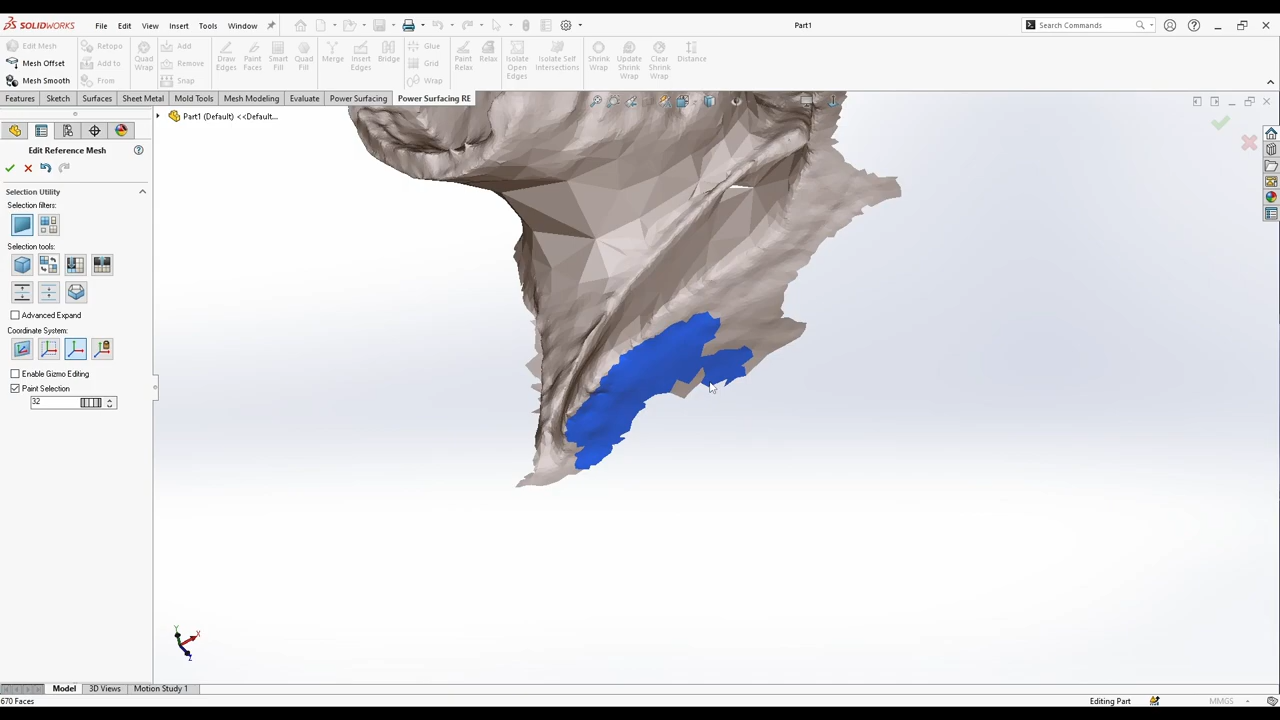 SOLIDWORKS File Edit View Insert Tools Window Part1 Search Commands
Edit Mesh Retopo Quad Wrap Add Draw Edges Paint Faces Smart Fill Quad Fill Merge Insert Edges Bridge Glue Paint Relax Relax Isolate Open Edges Isolate Self Intersections Shrink Wrap Update Shrink Wrap Clear Shrink Wrap Distance
Mesh Offset Add to Remove Grid
Mesh Smooth From Snap Wrap
Features Sketch Surfaces Sheet Metal Mold Tools Mesh Modeling Evaluate Power Surfacing Power Surfacing RE
Part1 (Default) <<Default...
Edit Reference Mesh
Selection Utility
Selection filters:
Selection tools:
Advanced Expand
Coordinate System:
Enable Gizmo Editing
Paint Selection
32
Y
X
Z
Model 3D Views Motion Study 1
670 Faces Editing Part MMGS